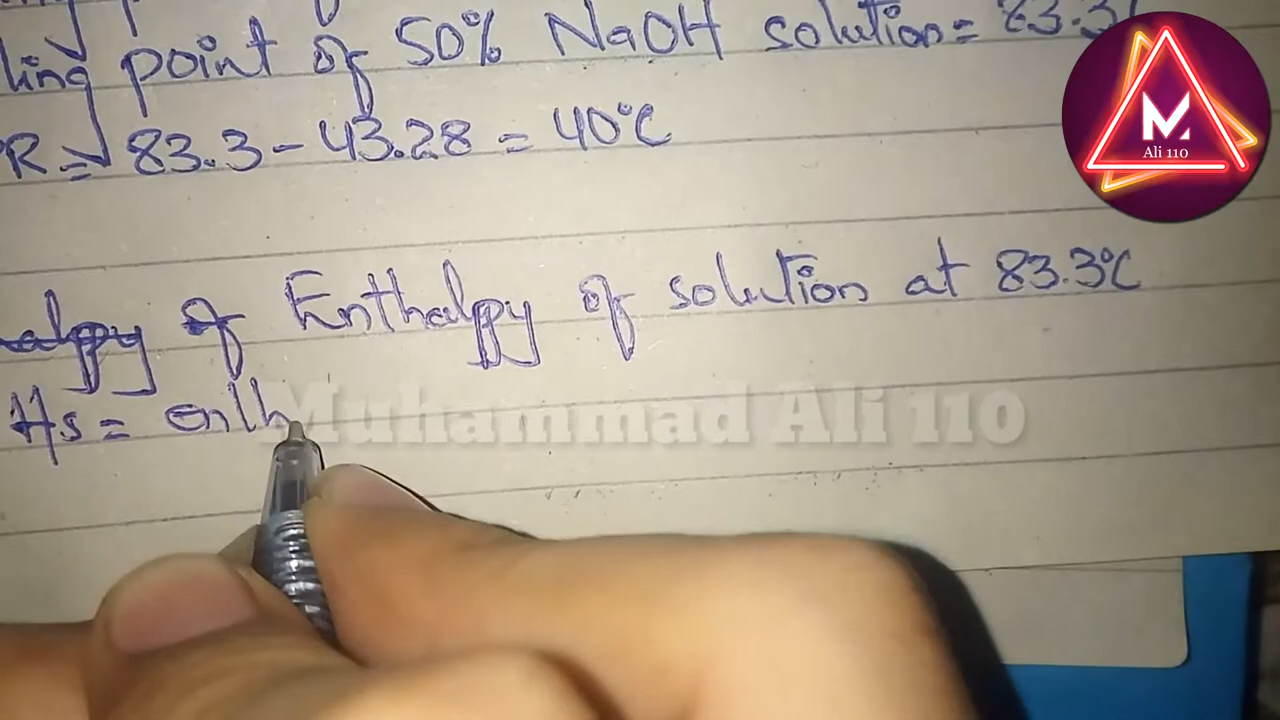 ling point of 50% NaOH solution= 83.3
R = 83.3 - 43.28 = 40°C
of Enthalpy of solution at 83.3°C
Hs = enth
M
Ali 110
Muhammad Ali 110